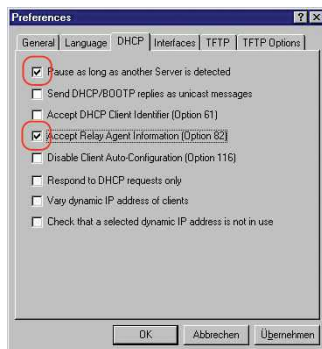 Preferences
General Language DHCP Interfaces TFTP TFTP Options
Pause as long as another Server is detected
Send DHCP/BOOTP replies as unicast messages
Accept DHCP Client Identifier (Option 61)
Accept Relay Agent Information (Option 82)
Disable Client Auto-Configuration (Option 116)
Respond to DHCP requests only
Vary dynamic IP address of clients
Check that a selected dynamic IP address is not in use
OK Abbrechen Übernehmen